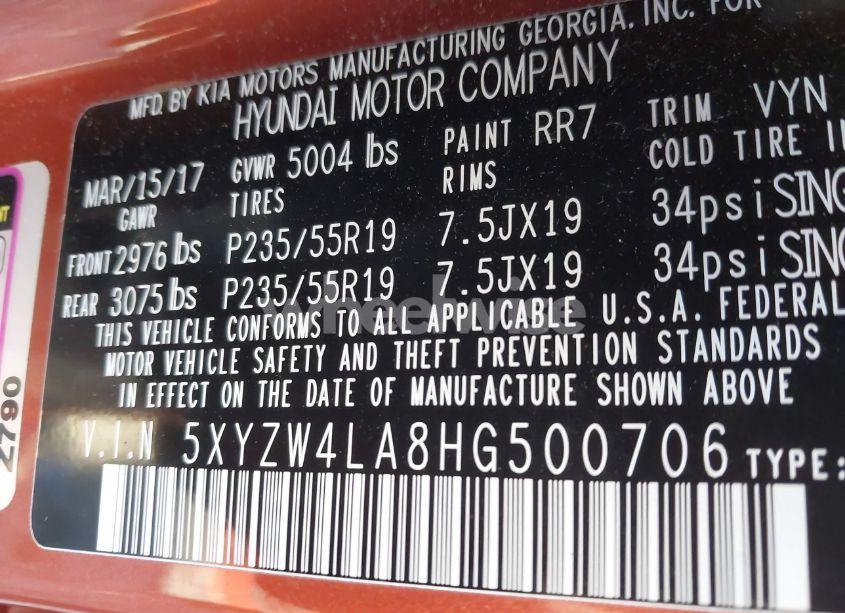 MFD. BY KIA MOTORS MANUFACTURING GEORGIA. INC. FOR
HYUNDAI MOTOR COMPANY
MAR/15/17 GVWR 5004 lbs PAINT RR7 TRIM VYN
GAWR TIRES RIMS COLD TIRE
FRONT 2976 lbs P235/55R19 7.5JX19 34psi SING
REAR 3075 lbs P235/55R19 7.5JX19 34psi SING
THIS VEHICLE CONFORMS TO ALL APPLICABLE U.S.A. FEDERAL
MOTOR VEHICLE SAFETY AND THEFT PREVENTION STANDARDS
IN EFFECT ON THE DATE OF MANUFACTURE SHOWN ABOVE
V.I.N 5XYZW4LA8HG500706 TYPE:
2790